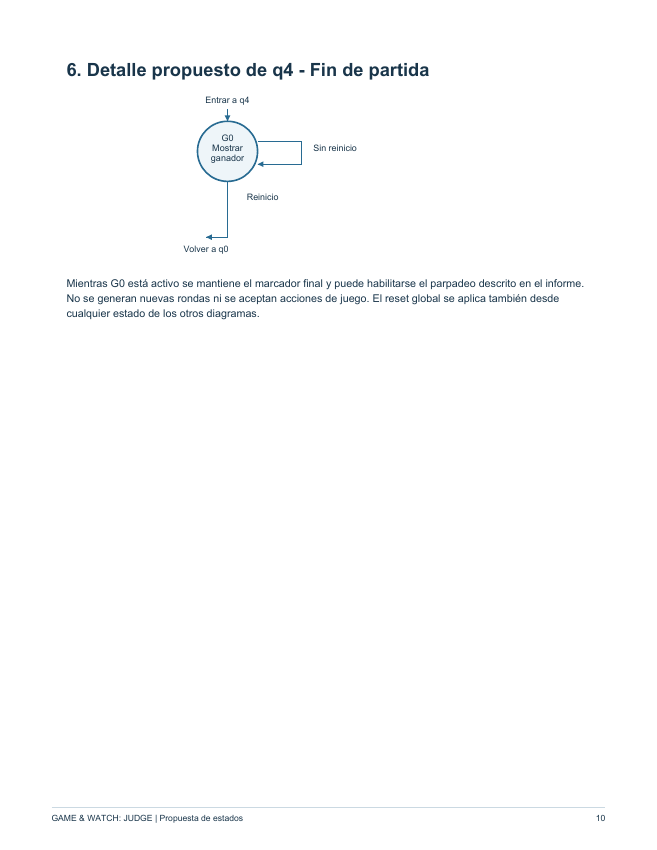 6. Detalle propuesto de q4 - Fin de partida
Entrar a q4
G0
Mostrar
ganador
Sin reinicio
Reinicio
Volver a q0
Mientras G0 está activo se mantiene el marcador final y puede habilitarse el parpadeo descrito en el informe.
No se generan nuevas rondas ni se aceptan acciones de juego. El reset global se aplica también desde
cualquier estado de los otros diagramas.
GAME & WATCH: JUDGE | Propuesta de estados
10